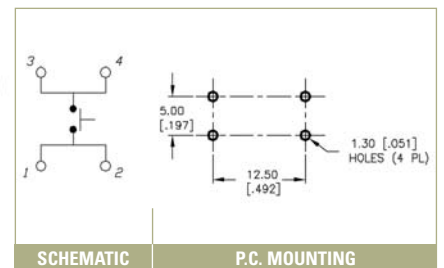 3 4
1 2
5.00
[.197]
12.50
[.492]
1.30 [.051]
HOLES (4 PL)
SCHEMATIC
P.C. MOUNTING